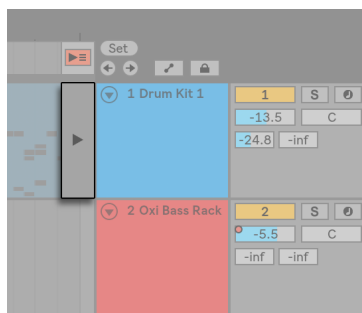 Set
1 Drum Kit 1
1 S
-13.5 C
-24.8 -inf
2 Oxi Bass Rack
2 S
-5.5 C
-inf -inf